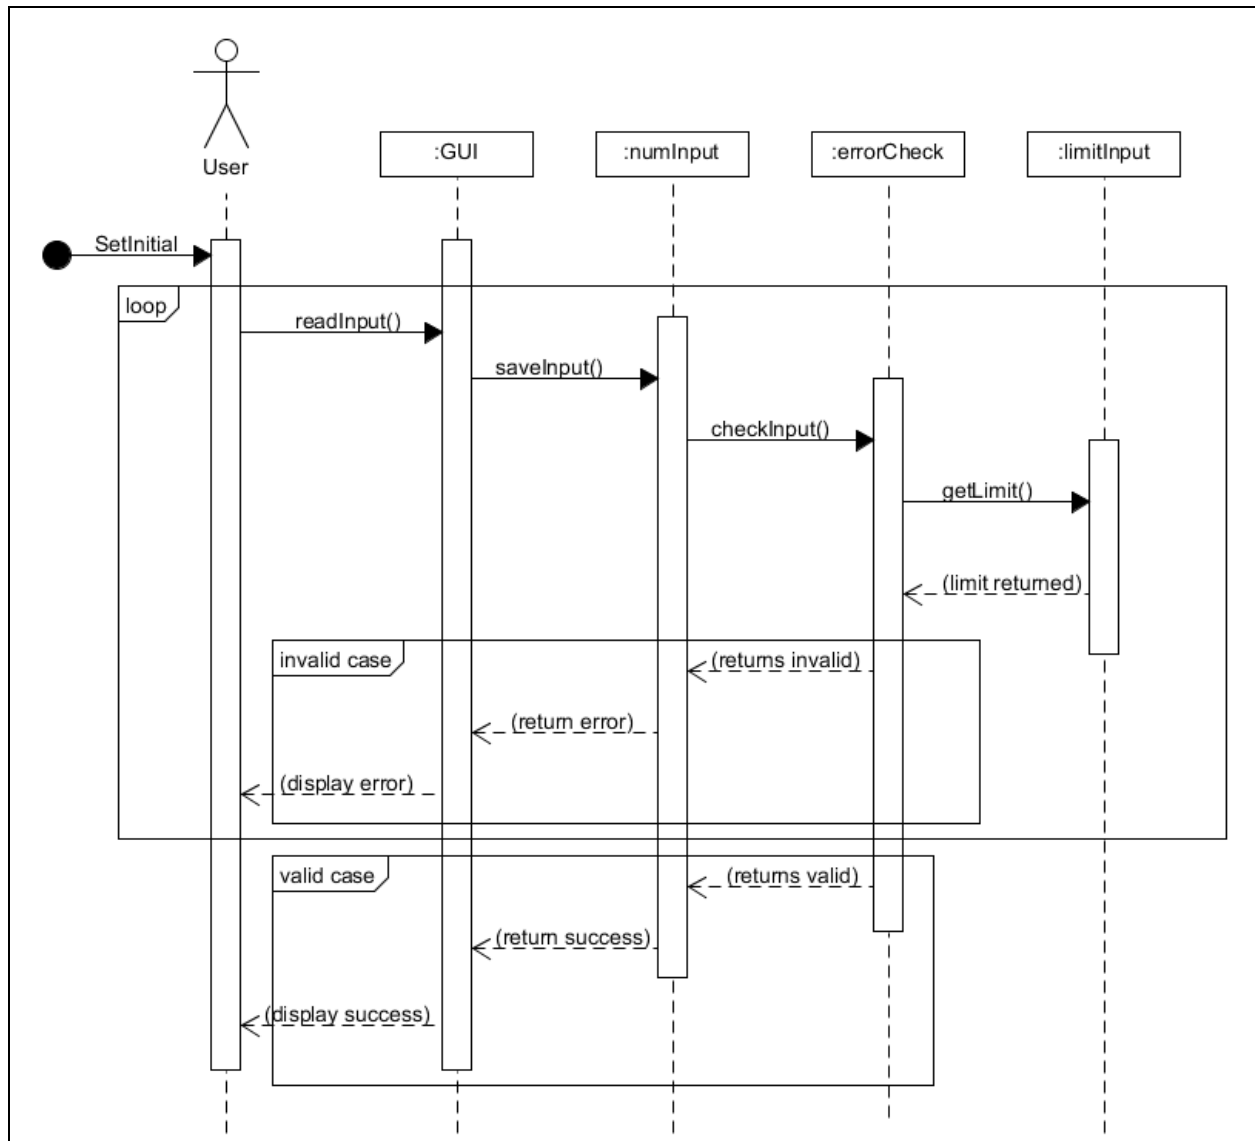 User
:GUI
:numInput
:errorCheck
:limitInput
SetInitial
loop
readInput()
saveInput()
checkInput()
getLimit()
(limit returned)
invalid case
(returns invalid)
(return error)
(display error)
valid case
(returns valid)
(return success)
(display success)